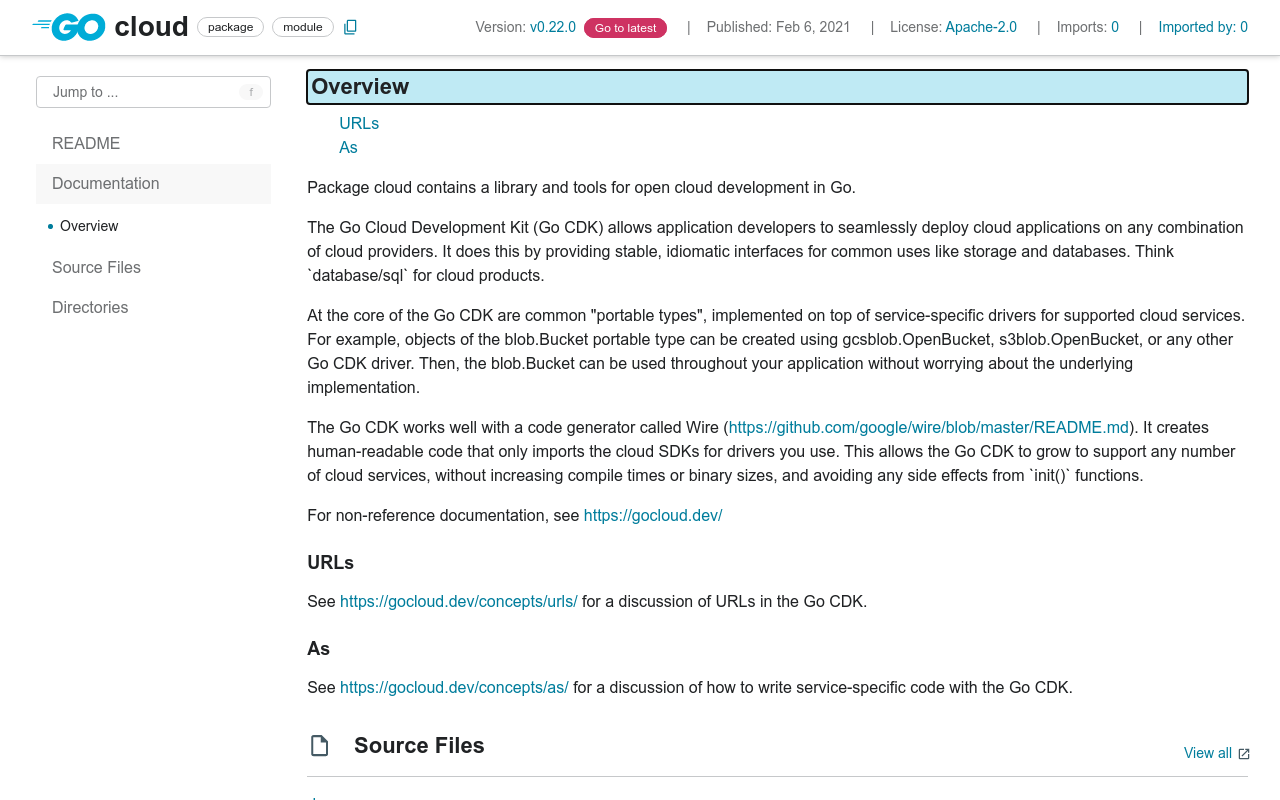 GO cloud package module Version: v0.22.0 Go to latest | Published: Feb 6, 2021 | License: Apache-2.0 | Imports: 0 | Imported by: 0
Jump to ... f
README
Documentation
Overview
Source Files
Directories
Overview
URLs
As
Package cloud contains a library and tools for open cloud development in Go.
The Go Cloud Development Kit (Go CDK) allows application developers to seamlessly deploy cloud applications on any combination
of cloud providers. It does this by providing stable, idiomatic interfaces for common uses like storage and databases. Think
`database/sql` for cloud products.
At the core of the Go CDK are common "portable types", implemented on top of service-specific drivers for supported cloud services.
For example, objects of the blob.Bucket portable type can be created using gcsblob.OpenBucket, s3blob.OpenBucket, or any other
Go CDK driver. Then, the blob.Bucket can be used throughout your application without worrying about the underlying
implementation.
The Go CDK works well with a code generator called Wire (https://github.com/google/wire/blob/master/README.md). It creates
human-readable code that only imports the cloud SDKs for drivers you use. This allows the Go CDK to grow to support any number
of cloud services, without increasing compile times or binary sizes, and avoiding any side effects from `init()` functions.
For non-reference documentation, see https://gocloud.dev/
URLs
See https://gocloud.dev/concepts/urls/ for a discussion of URLs in the Go CDK.
As
See https://gocloud.dev/concepts/as/ for a discussion of how to write service-specific code with the Go CDK.
Source Files
View all